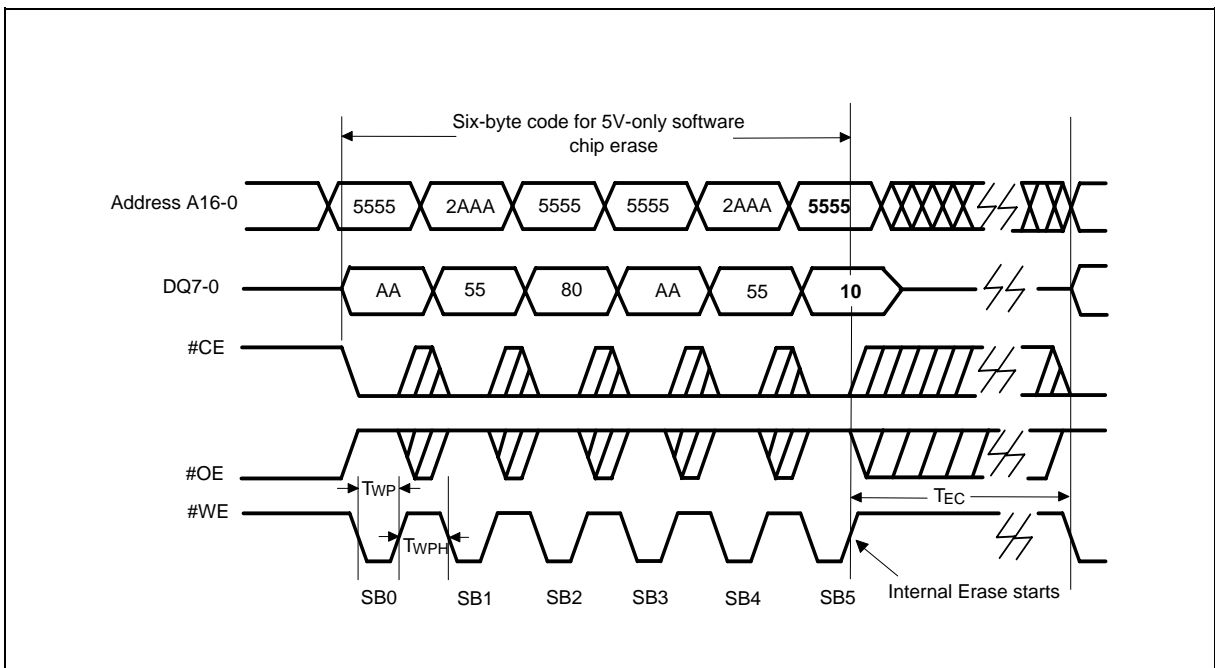 Six-byte code for 5V-only software
chip erase
Address A16-0
5555
2AAA
5555
5555
2AAA
5555
DQ7-0
AA
55
80
AA
55
10
#CE
#OE
TWP
TEC
#WE
TWPH
Internal Erase starts
SB0
SB1
SB2
SB3
SB4
SB5